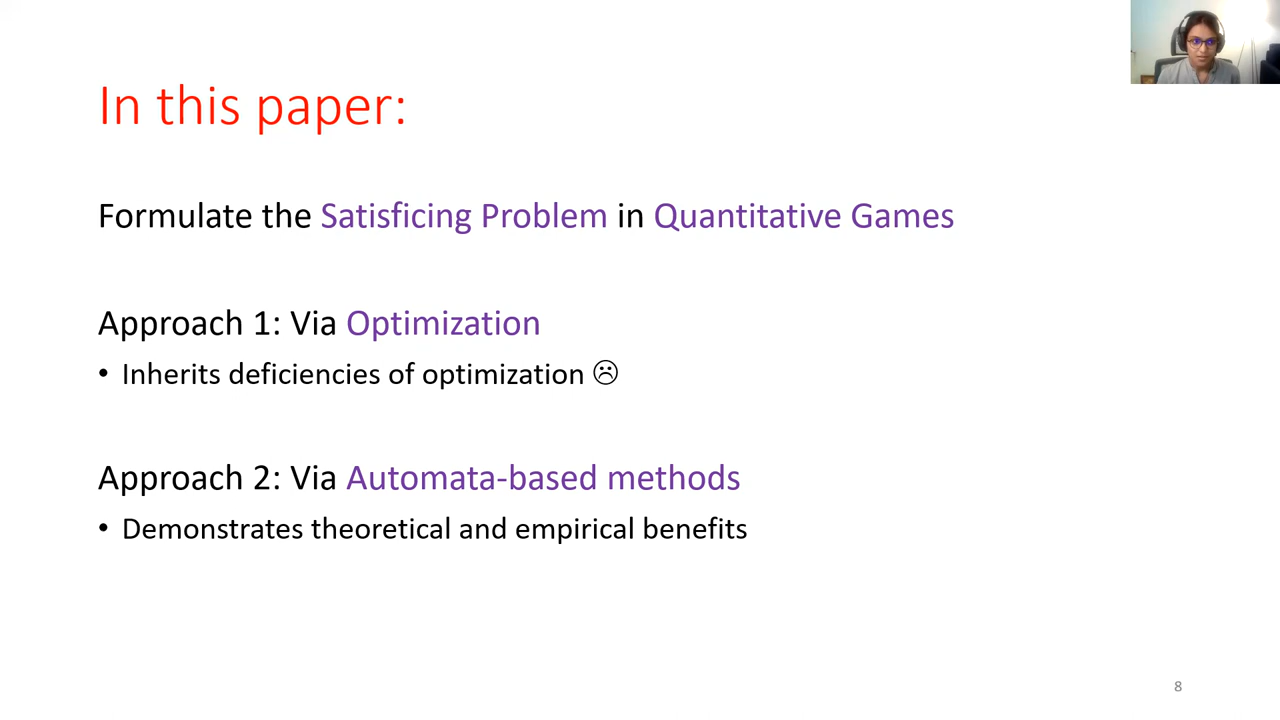 In this paper:
Formulate the Satisficing Problem in Quantitative Games
Approach 1: Via Optimization
• Inherits deficiencies of optimization ☹
Approach 2: Via Automata-based methods
• Demonstrates theoretical and empirical benefits
8